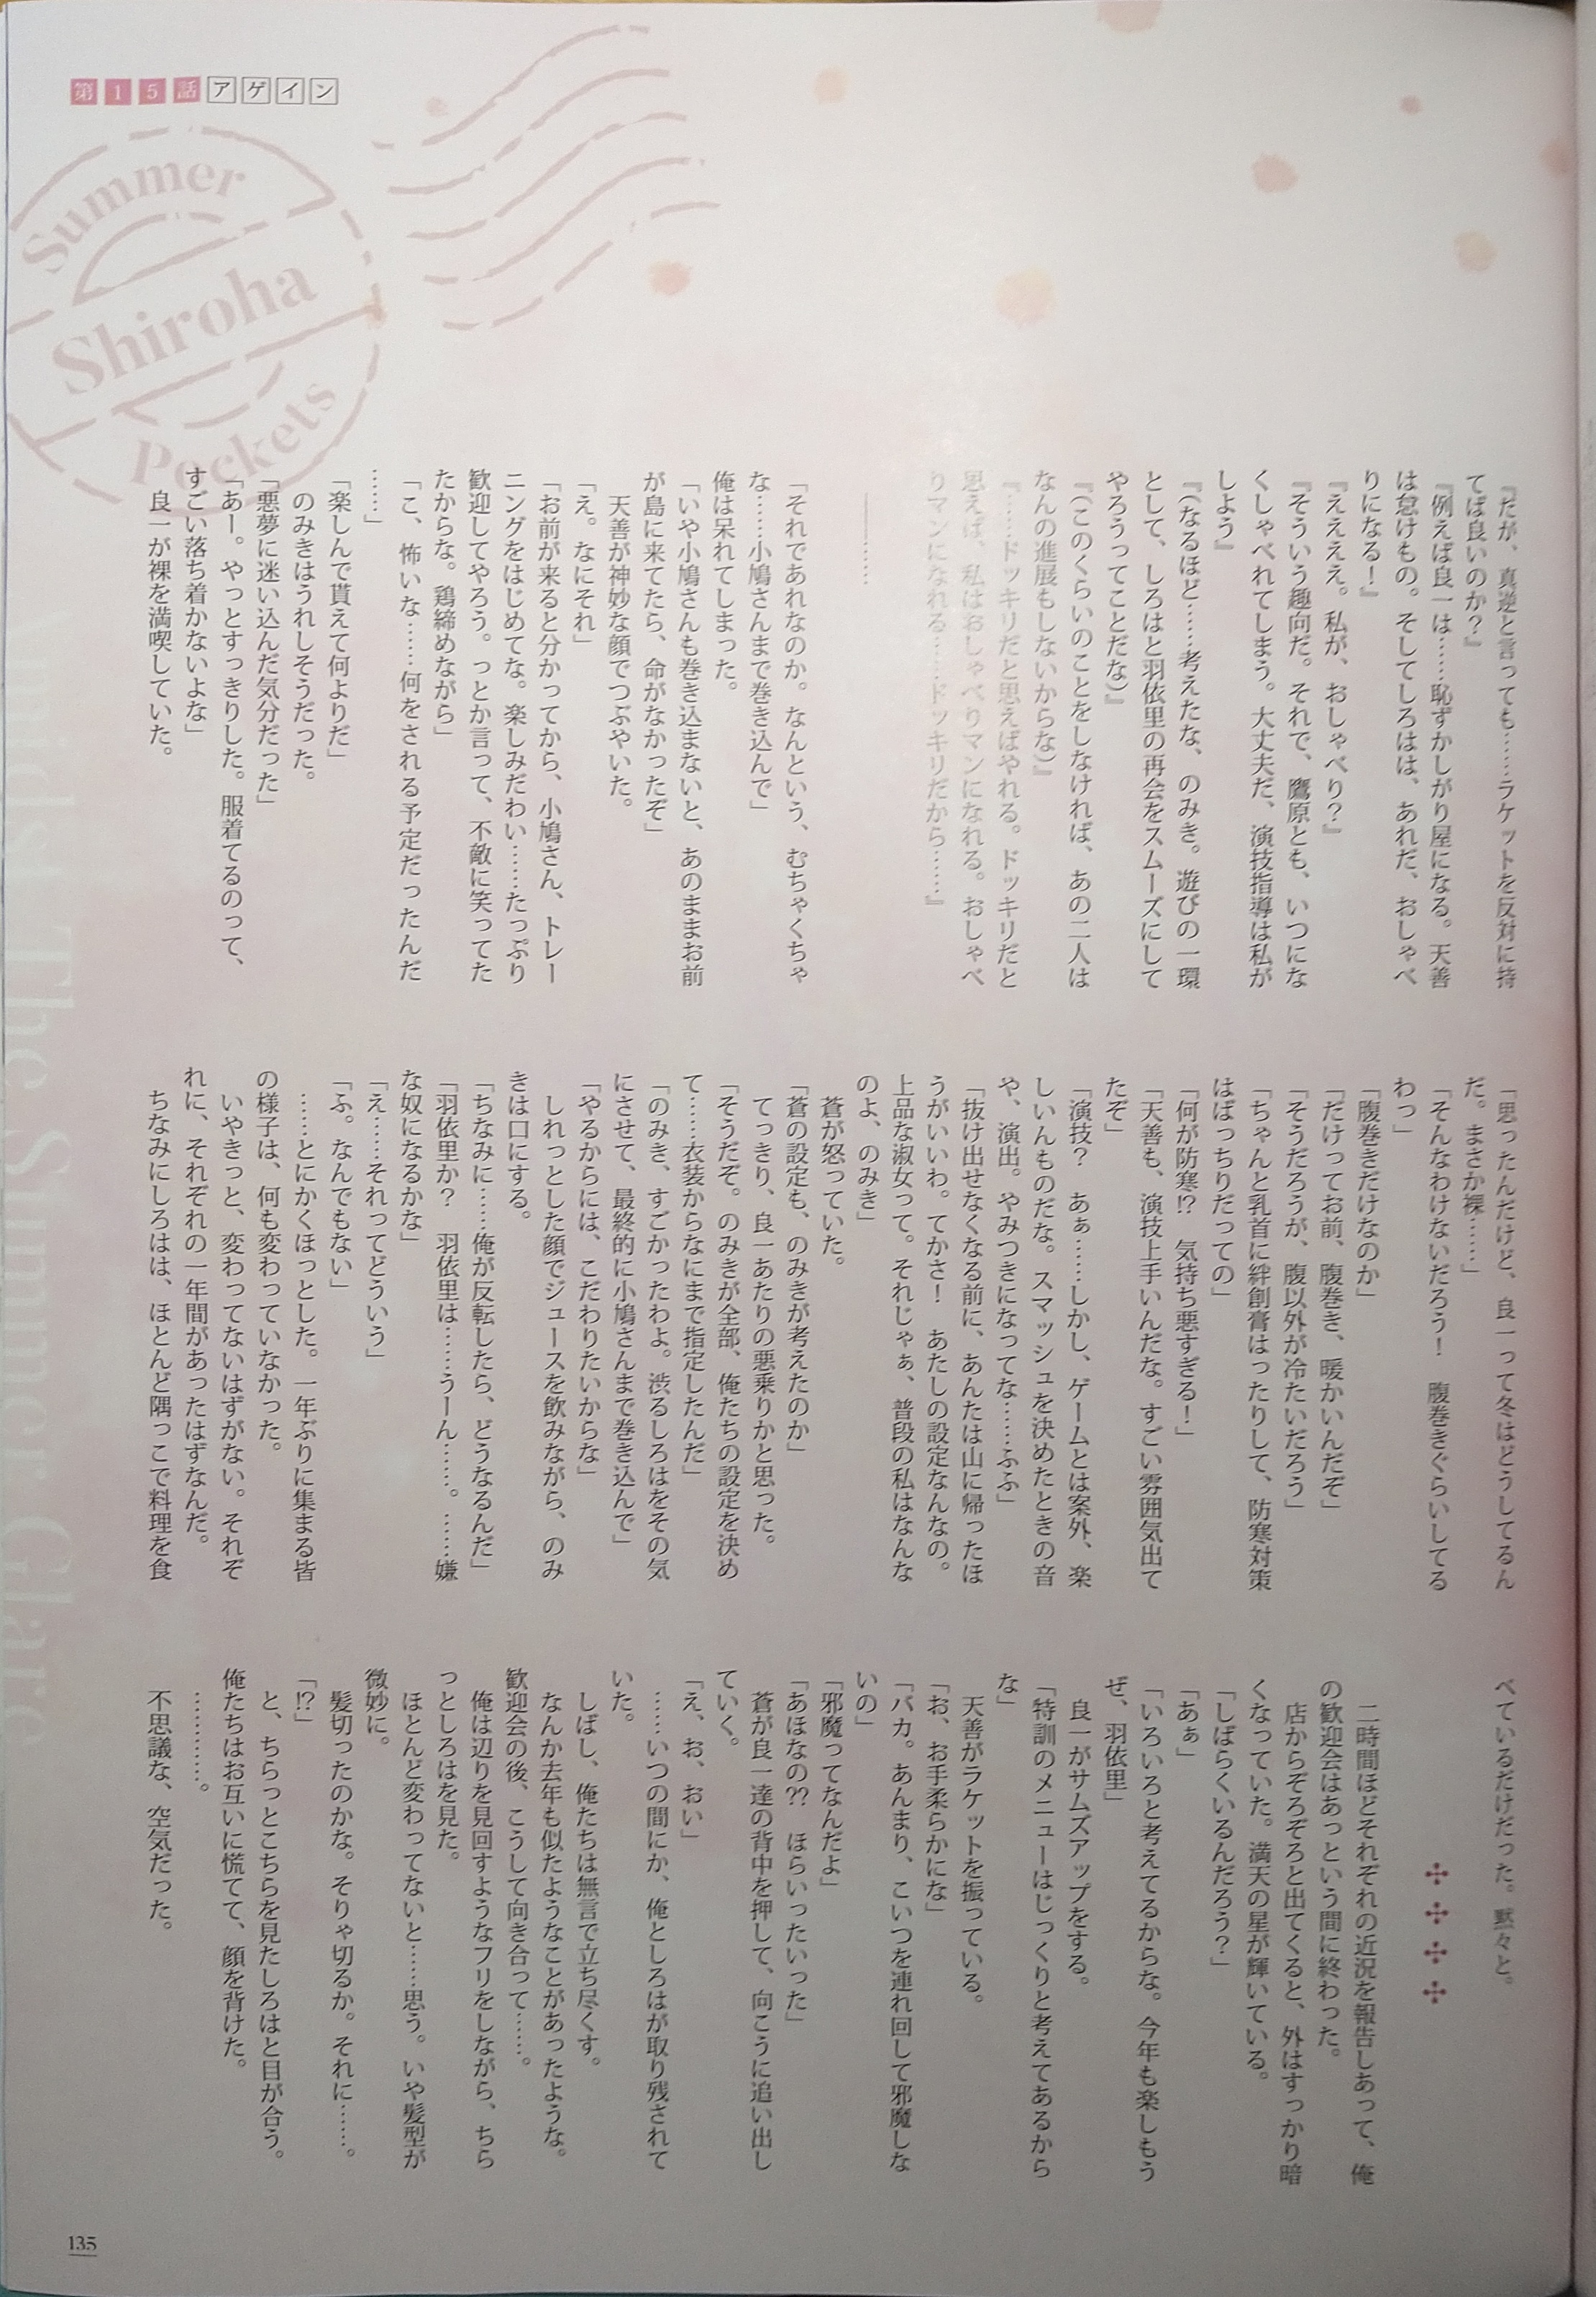 第15話アゲイン
Summer
Shiroha
Pockets
『だが、真逆と言っても……ラケットを反対に持
てば良いのか？』
『例えば良一は……恥ずかしがり屋になる。天善
は怠けもの。そしてしろはは、あれだ、おしゃべ
りになる！』
『ええええ。私が、おしゃべり？』
『そういう趣向だ。それで、鷹原とも、いつにな
くしゃべれてしまう。大丈夫だ、演技指導は私が
しよう』
『（なるほど……考えたな、のみき。遊びの一環
として、しろはと羽依里の再会をスムーズにして
やろうってことだな）』
『（このくらいのことをしなければ、あの二人は
なんの進展もしないからな）』
『……ドッキリだと思えばやれる。ドッキリだと
思えば、私はおしゃべりマンになれる。おしゃべ
りマンになれる……ドッキリだから……』
――……
「それであれなのか。なんという、むちゃくちゃ
な……小鳩さんまで巻き込んで」
俺は呆れてしまった。
「いや小鳩さんも巻き込まないと、あのままお前
が島に来てたら、命がなかったぞ」
天善が神妙な顔でつぶやいた。
「え。なにそれ」
「お前が来ると分かってから、小鳩さん、トレー
ニングをはじめてな。楽しみだわい……たっぷり
歓迎してやろう。っとか言って、不敵に笑ってた
たからな。鶏締めながら」
「こ、怖いな……何をされる予定だったんだ
……」
「楽しんで貰えて何よりだ」
のみきはうれしそうだった。
「悪夢に迷い込んだ気分だった」
「あー。やっとすっきりした。服着てるのって、
すごい落ち着かないよな」
良一が裸を満喫していた。
「思ったんだけど、良一って冬はどうしてるん
だ。まさか裸……」
「そんなわけないだろう！　腹巻きぐらいしてる
わっ」
「腹巻きだけなのか」
「だけってお前、腹巻き、暖かいんだぞ」
「そうだろうが、腹以外が冷たいだろう」
「ちゃんと乳首に絆創膏はったりして、防寒対策
はばっちりだっての」
「何が防寒⁉　気持ち悪すぎる！」
「天善も、演技上手いんだな。すごい雰囲気出て
たぞ」
「演技？　あぁ……しかし、ゲームとは案外、楽
しいんものだな。スマッシュを決めたときの音
や、演出。やみつきになってな……ふふ」
「抜け出せなくなる前に、あんたは山に帰ったほ
うがいいわ。てかさ！　あたしの設定なんなの。
上品な淑女って。それじゃぁ、普段の私はなんな
のよ、のみき」
蒼が怒っていた。
「蒼の設定も、のみきが考えたのか」
てっきり、良一あたりの悪乗りかと思った。
「そうだぞ。のみきが全部、俺たちの設定を決め
て……衣装からなにまで指定したんだ」
「のみき、すごかったわよ。渋るしろはをその気
にさせて、最終的に小鳩さんまで巻き込んで」
「やるからには、こだわりたいからな」
しれっとした顔でジュースを飲みながら、のみ
きは口にする。
「ちなみに……俺が反転したら、どうなるんだ」
「羽依里か？　羽依里は……うーん……。……嫌
な奴になるかな」
「え……それってどういう」
「ふ。なんでもない」
……とにかくほっとした。一年ぶりに集まる皆
の様子は、何も変わっていなかった。
いやきっと、変わってないはずがない。それぞ
れに、それぞれの一年間があったはずなんだ。
ちなみにしろはは、ほとんど隅っこで料理を食
べているだけだった。黙々と。
二時間ほどそれぞれの近況を報告しあって、俺
の歓迎会はあっという間に終わった。
店からぞろぞろと出てくると、外はすっかり暗
くなっていた。満天の星が輝いている。
「しばらくいるんだろう？」
「あぁ」
「いろいろと考えてるからな。今年も楽しもう
ぜ、羽依里」
良一がサムズアップをする。
「特訓のメニューはじっくりと考えてあるから
な」
天善がラケットを振っている。
「お、お手柔らかにな」
「バカ。あんまり、こいつを連れ回して邪魔しな
いの」
「邪魔ってなんだよ」
「あほなの⁇　ほらいったいった」
蒼が良一達の背中を押して、向こうに追い出し
ていく。
「え、お、おい」
……いつの間にか、俺としろはが取り残されて
いた。
しばし、俺たちは無言で立ち尽くす。
なんか去年も似たようなことがあったような。
歓迎会の後、こうして向き合って……。
俺は辺りを見回すようなフリをしながら、ちら
っとしろはを見た。
ほとんど変わってないと……思う。いや髪型が
微妙に。
髪切ったのかな。そりゃ切るか。それに……。
「⁉」
と、ちらっとこちらを見たしろはと目が合う。
俺たちはお互いに慌てて、顔を背けた。
…………。
不思議な、空気だった。
135